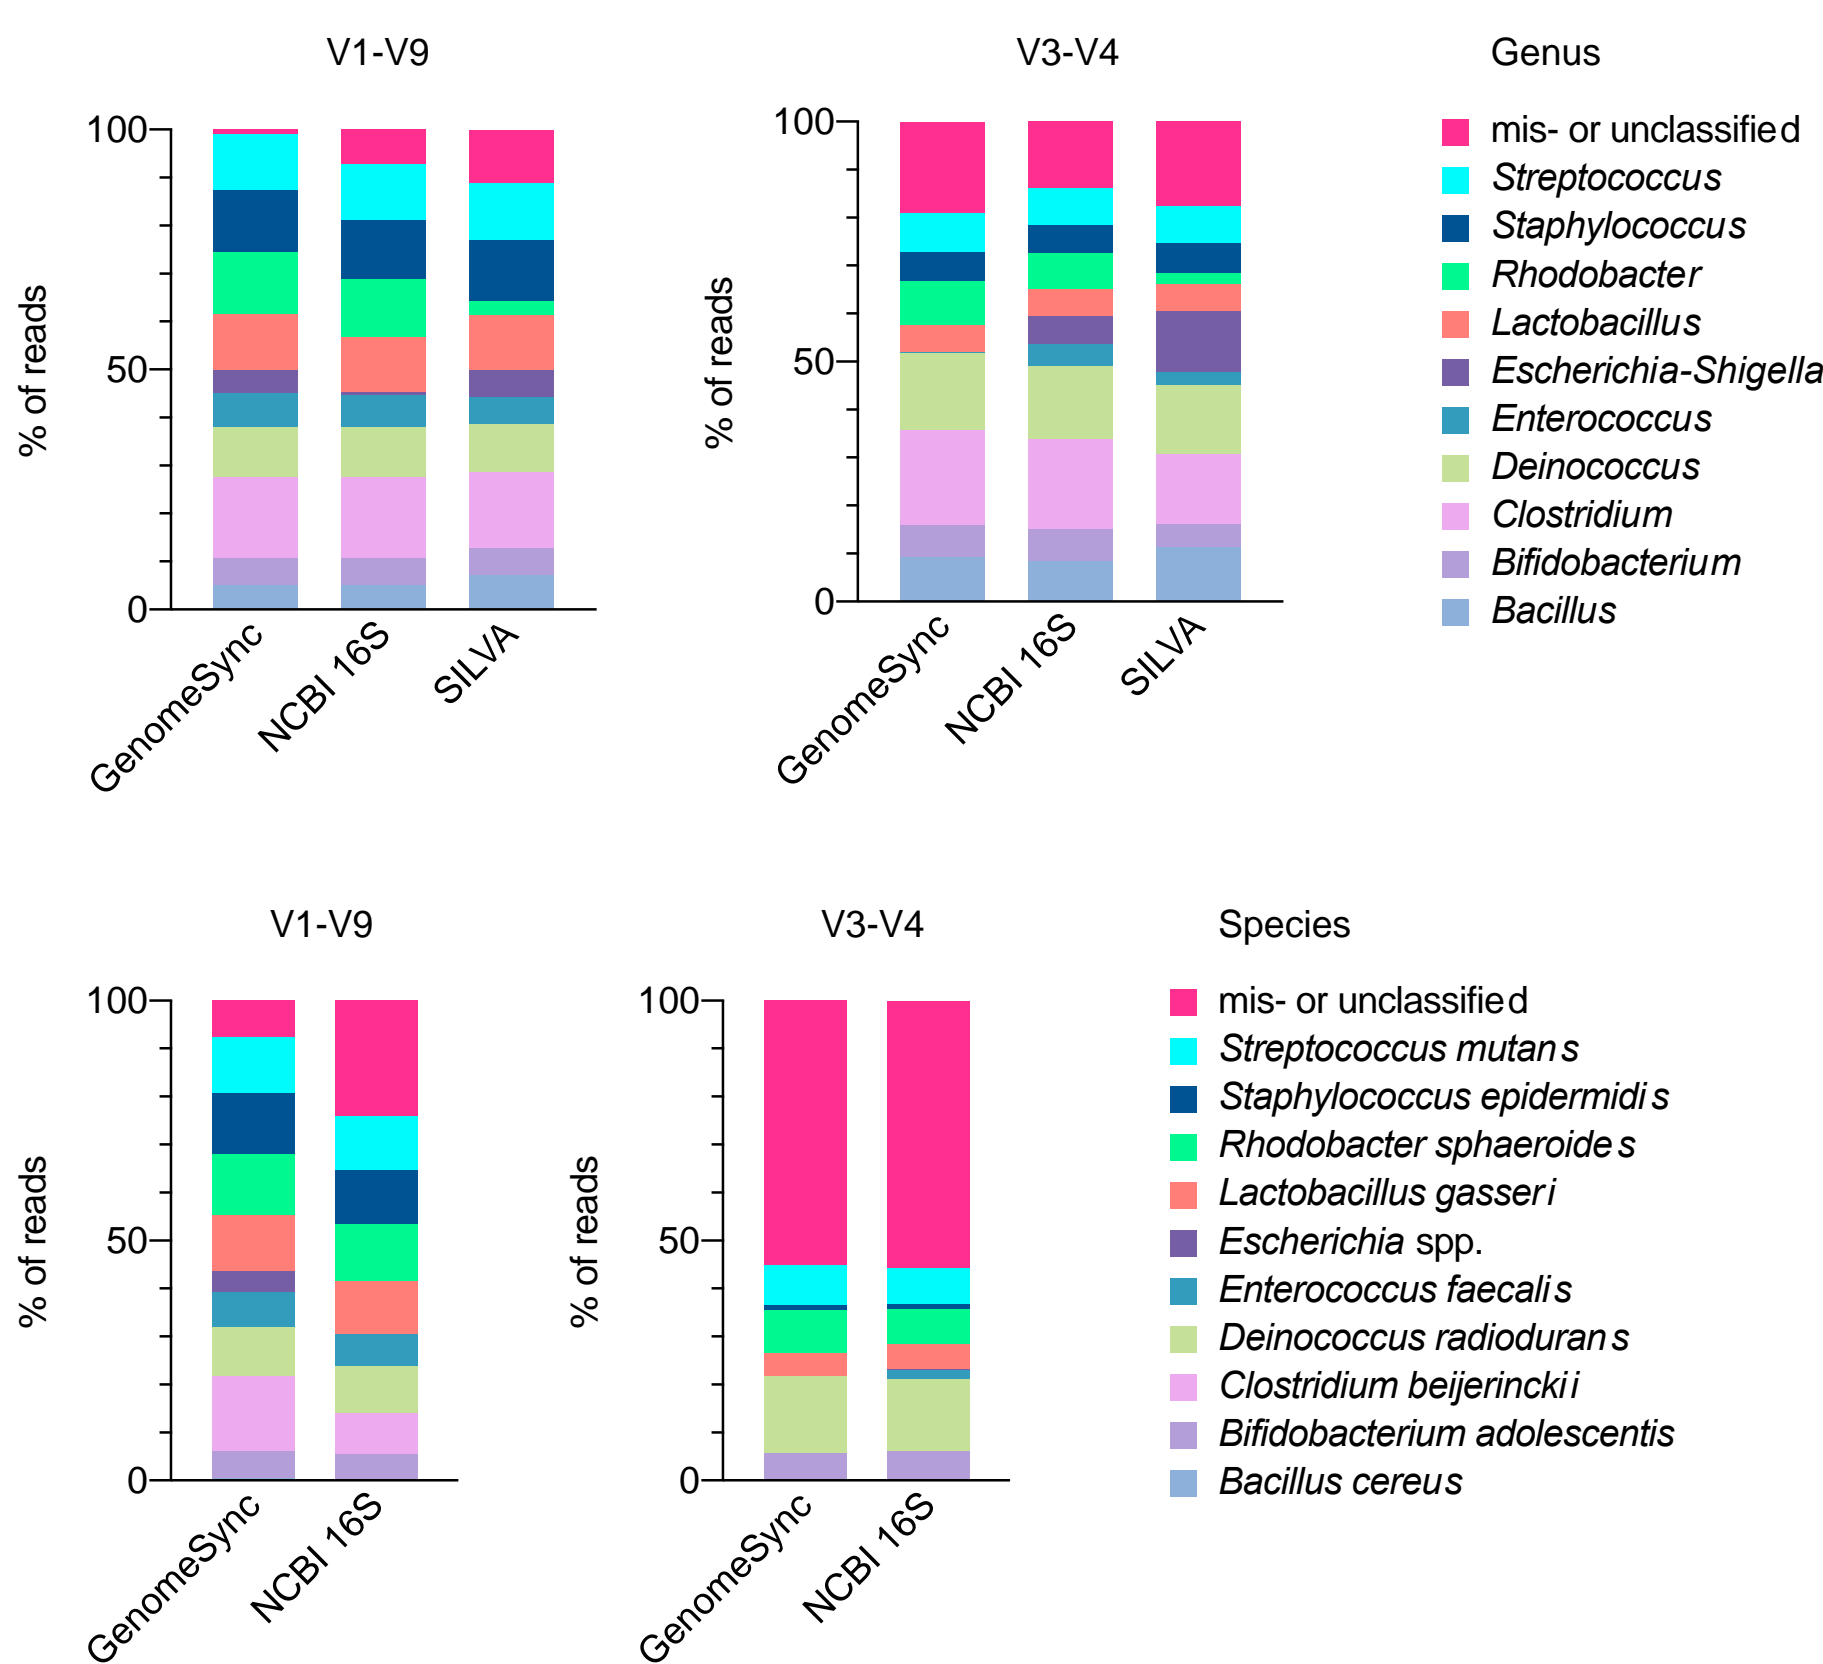 V1-V9
V3-V4
Genus
% of reads
100
50
0
GenomeSync
NCBI 16S
SILVA
% of reads
100
50
0
GenomeSync
NCBI 16S
SILVA
mis- or unclassified
Streptococcus
Staphylococcus
Rhodobacter
Lactobacillus
Escherichia-Shigella
Enterococcus
Deinococcus
Clostridium
Bifidobacterium
Bacillus
V1-V9
V3-V4
Species
% of reads
100
50
0
GenomeSync
NCBI 16S
% of reads
100
50
0
GenomeSync
NCBI 16S
mis- or unclassified
Streptococcus mutans
Staphylococcus epidermidis
Rhodobacter sphaeroides
Lactobacillus gasseri
Escherichia spp.
Enterococcus faecalis
Deinococcus radiodurans
Clostridium beijerinckii
Bifidobacterium adolescentis
Bacillus cereus